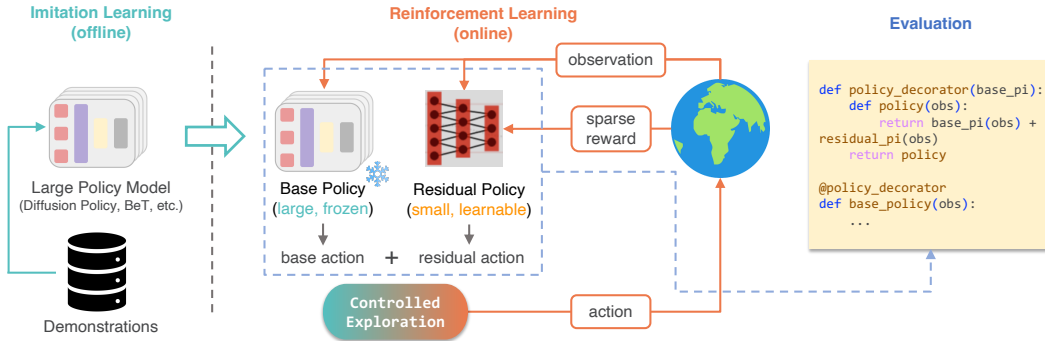 Imitation Learning
(offline)
Large Policy Model
(Diffusion Policy, BeT, etc.)
Demonstrations
Reinforcement Learning
(online)
observation
sparse
reward
Base Policy
(large, frozen)
Residual Policy
(small, learnable)
base action + residual action
Controlled
Exploration
action
Evaluation
def policy_decorator(base_pi):
    def policy(obs):
        return base_pi(obs) +
residual_pi(obs)
    return policy
@policy_decorator
def base_policy(obs):
    ...